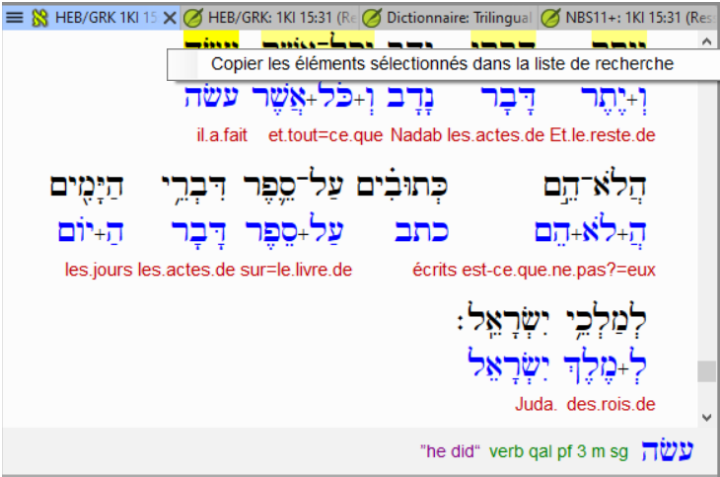 HEB/GRK 1KI 15 HEB/GRK: 1KI 15:31 (Re Dictionnaire: Trilingual NBS11+: 1KI 15:31 (Res
Copier les éléments sélectionnés dans la liste de recherche
וְ+יֶתֶר דָּבָר נָדָב וְ+כֹּל+אֲשֶׁר עשׂה
il.a.fait et.tout=ce.que Nadab les.actes.de Et.le.reste.de
הֲלֹא־הֵ֣ם כְּתוּבִ֗ים עַל־סֵ֛פֶר דִּבְרֵ֥י הַיָּמִ֖ים
הֲ+לֹא+הֵם כתב עַל+סֵפֶר דָּבָר הַ+יוֹם
les.jours les.actes.de sur=le.livre.de écrits est-ce.que.ne.pas?=eux
לְמַלְכֵ֥י יִשְׂרָאֵֽל׃
לְ+מֶלֶךְ יִשְׂרָאֵל
Juda. des.rois.de
"he did" verb qal pf 3 m sg עשׂה